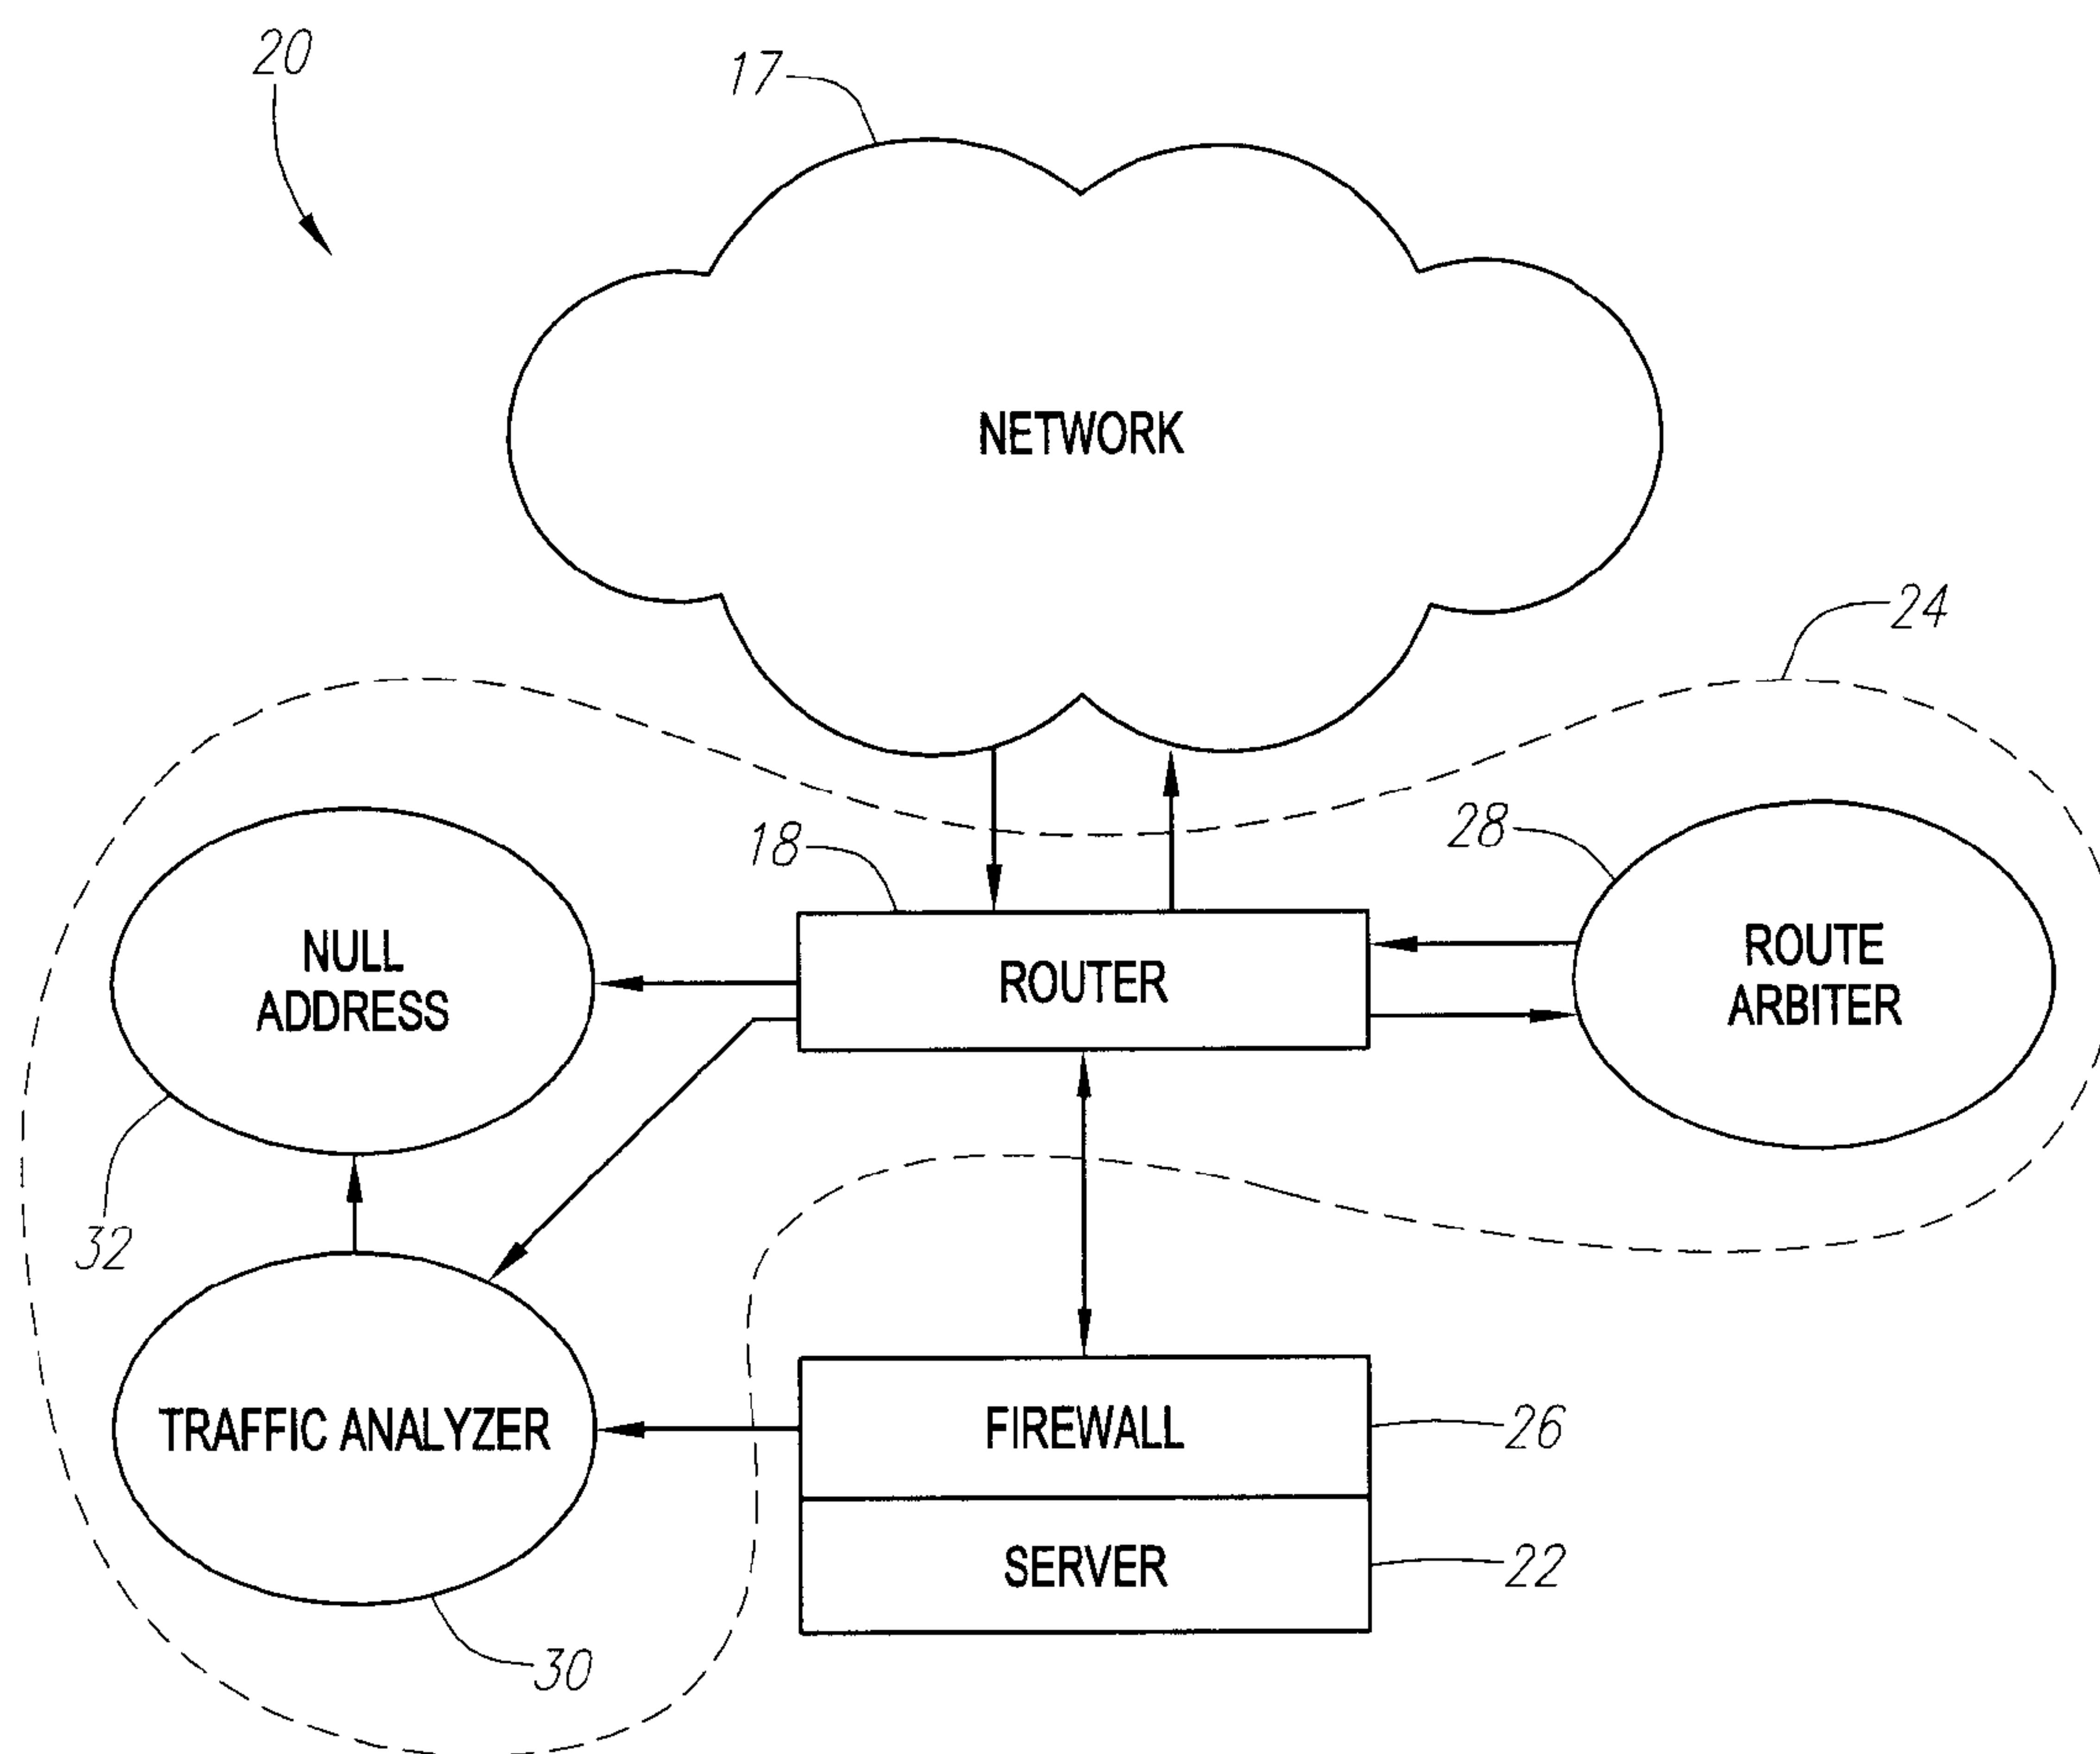 20
17
NETWORK
24
18
28
NULL
ADDRESS
ROUTER
ROUTE
ARBITER
32
TRAFFIC ANALYZER
FIREWALL
26
SERVER
22
30